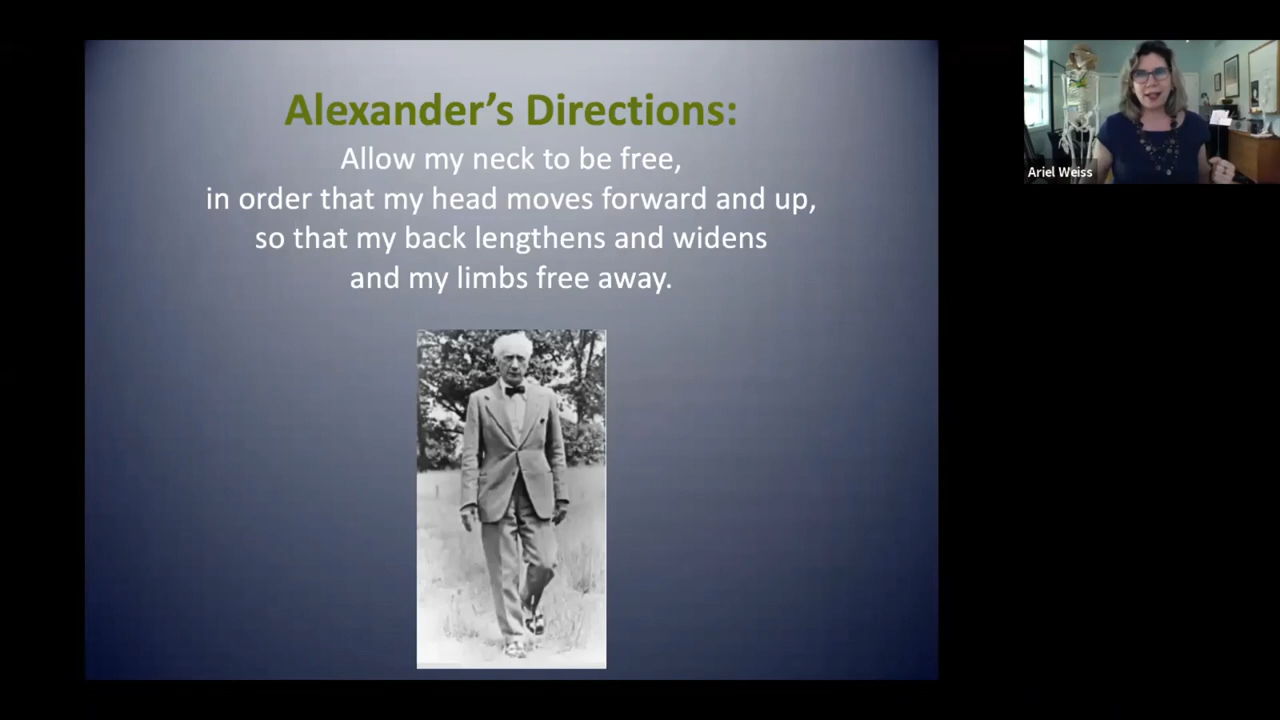 Alexander’s Directions:
Allow my neck to be free,
in order that my head moves forward and up,
so that my back lengthens and widens
and my limbs free away.
Ariel Weiss